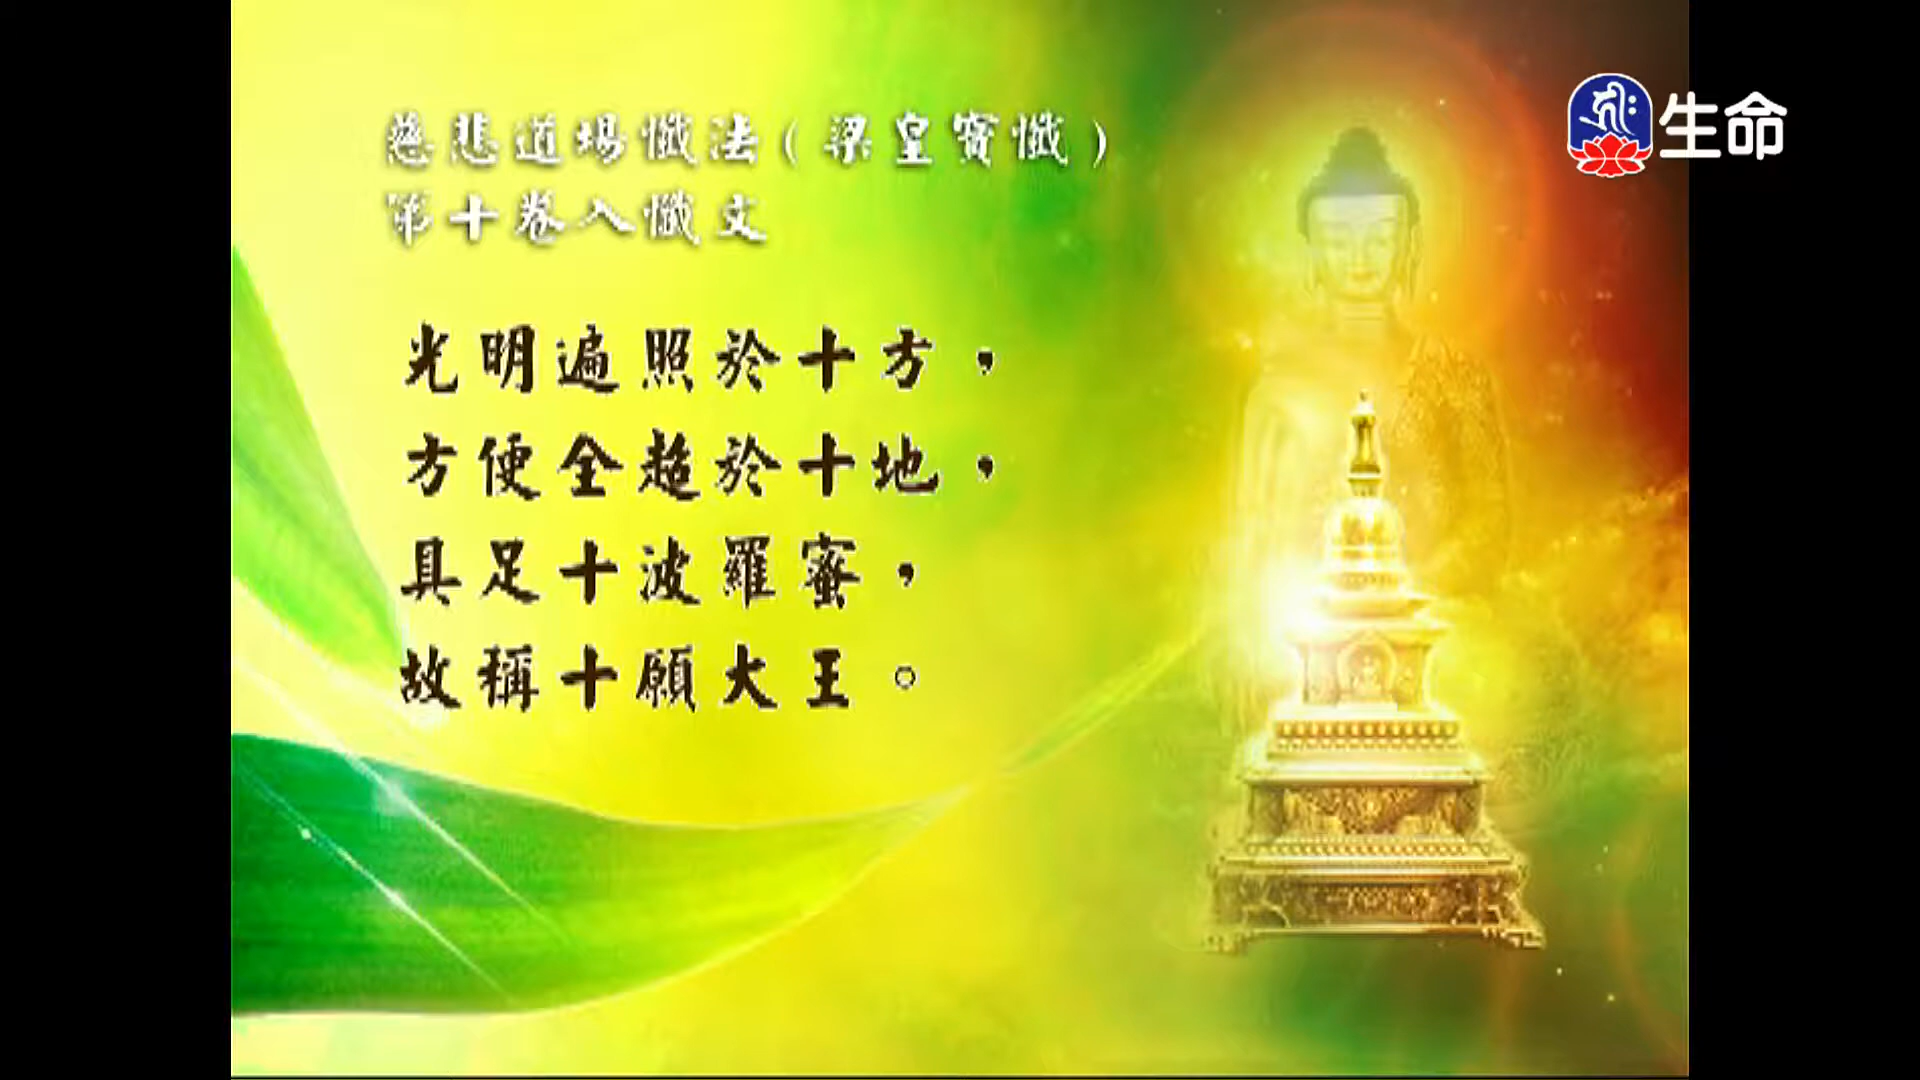 慈悲道場懺法(梁皇寶懺)
第十卷入懺文
生命
光明遍照於十方，
方便全超於十地，
具足十波羅蜜，
故稱十願大王。